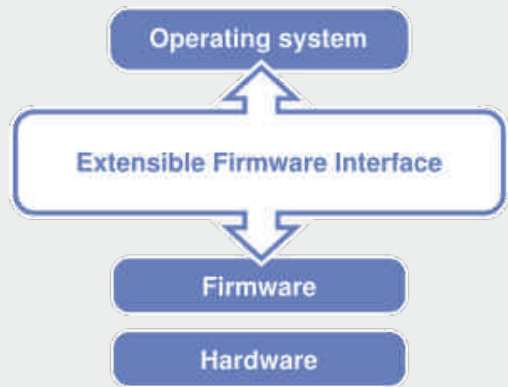 Operating system
Extensible Firmware Interface
Firmware
Hardware